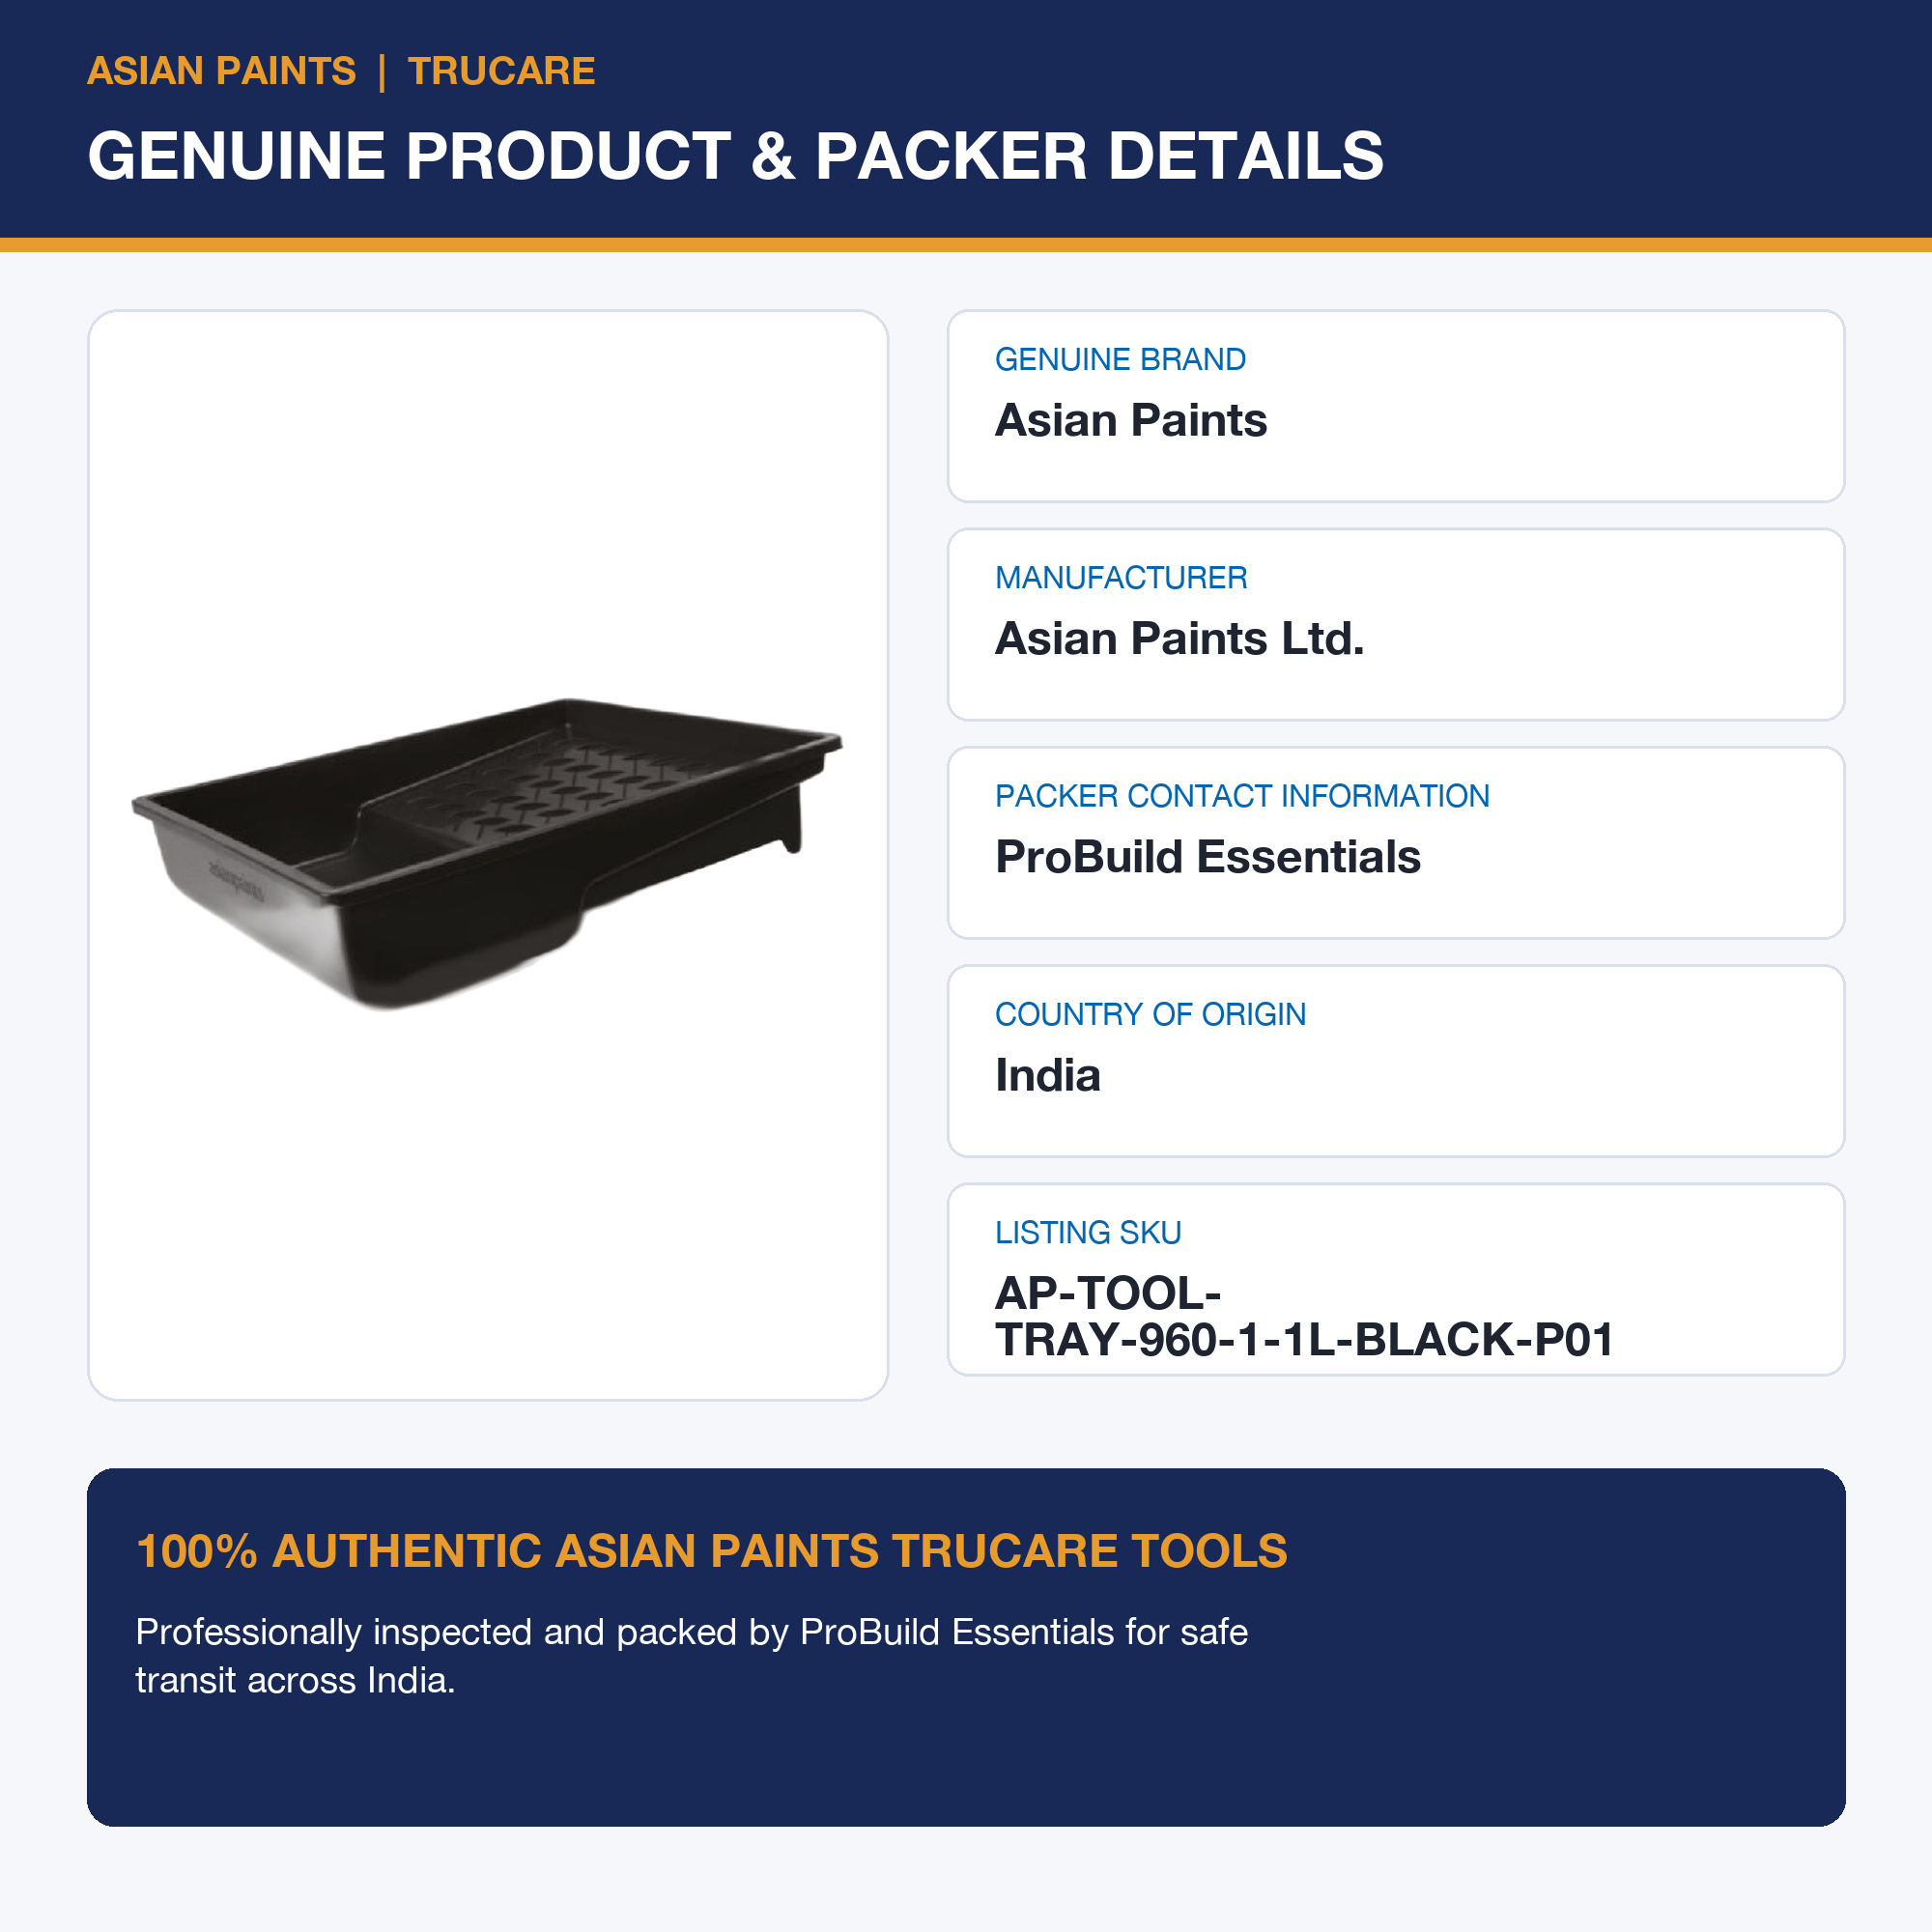 ASIAN PAINTS | TRUCARE
GENUINE PRODUCT & PACKER DETAILS
asianpaints
GENUINE BRAND
Asian Paints
MANUFACTURER
Asian Paints Ltd.
PACKER CONTACT INFORMATION
ProBuild Essentials
COUNTRY OF ORIGIN
India
LISTING SKU
AP-TOOL-
TRAY-960-1-1L-BLACK-P01
100% AUTHENTIC ASIAN PAINTS TRUCARE TOOLS
Professionally inspected and packed by ProBuild Essentials for safe
transit across India.